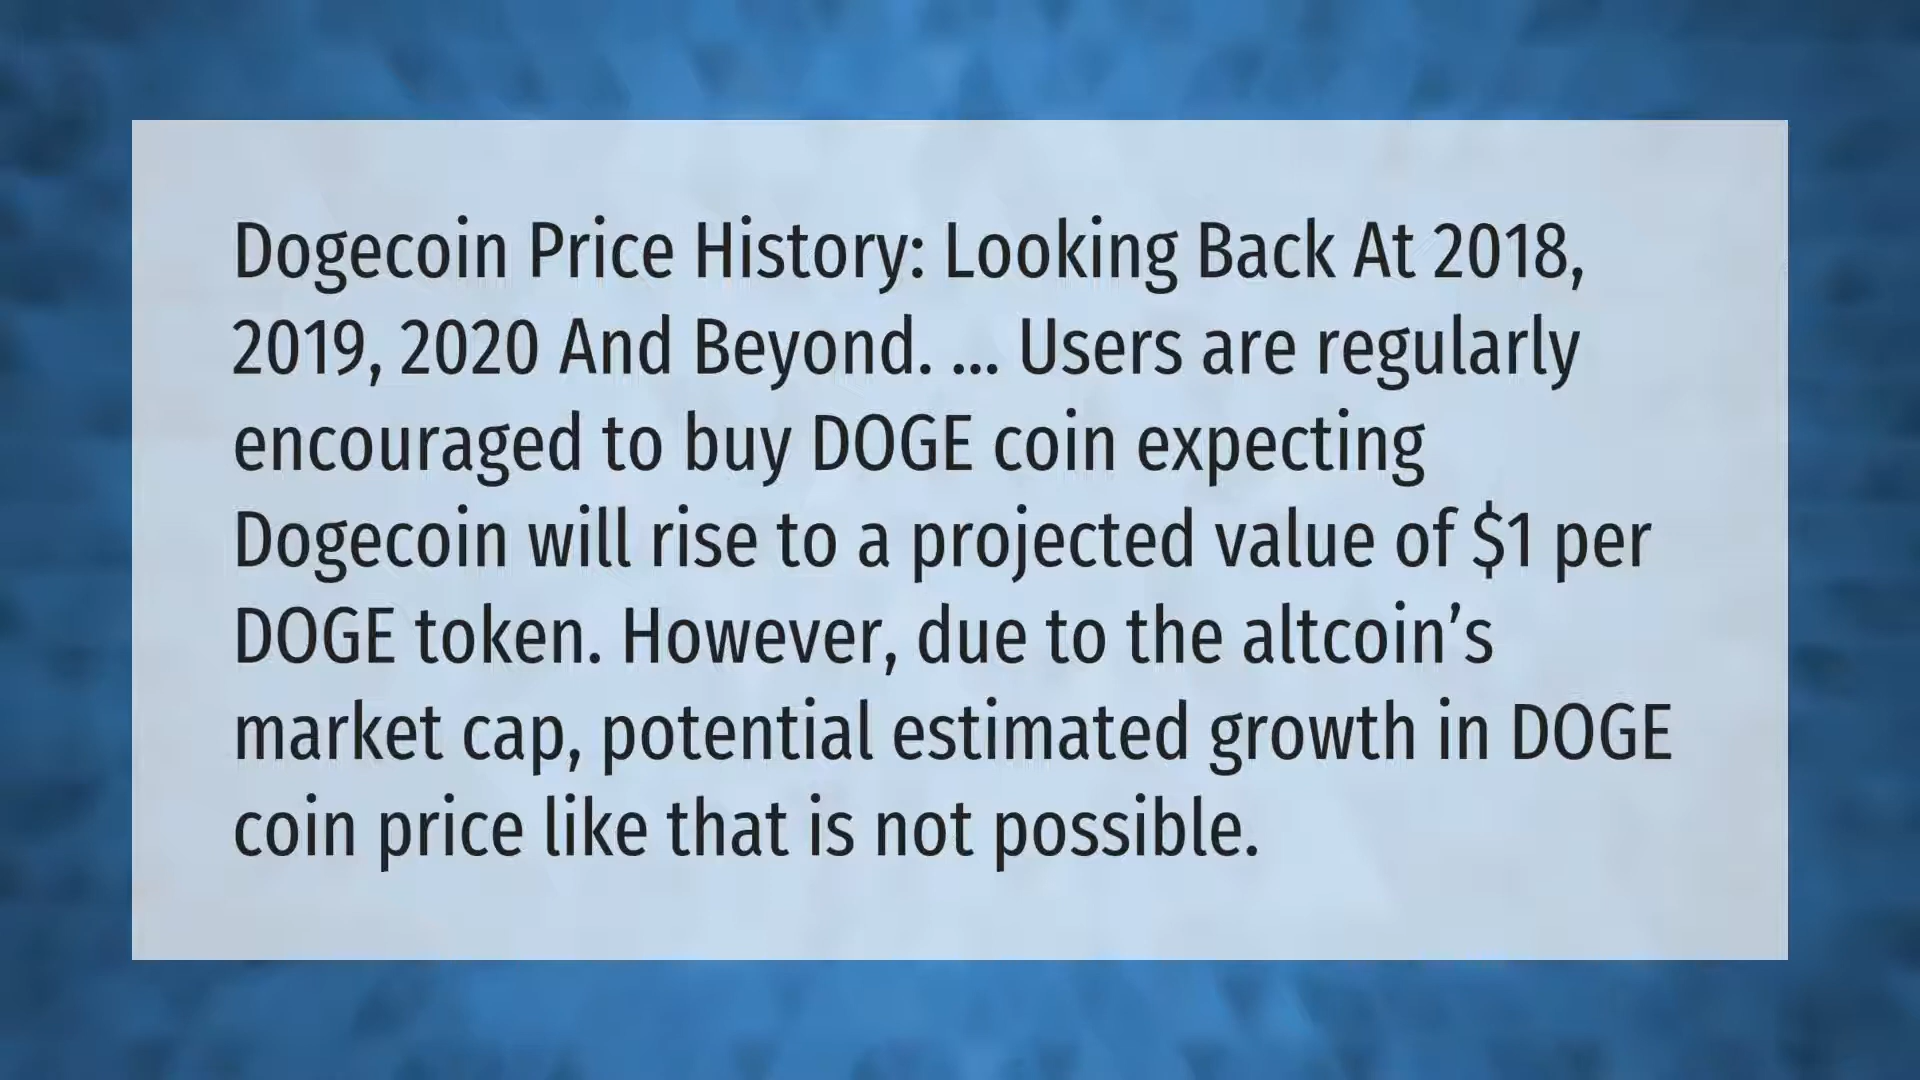 Dogecoin Price History: Looking Back At 2018,
2019, 2020 And Beyond. ... Users are regularly
encouraged to buy DOGE coin expecting
Dogecoin will rise to a projected value of $1 per
DOGE token. However, due to the altcoin’s
market cap, potential estimated growth in DOGE
coin price like that is not possible.